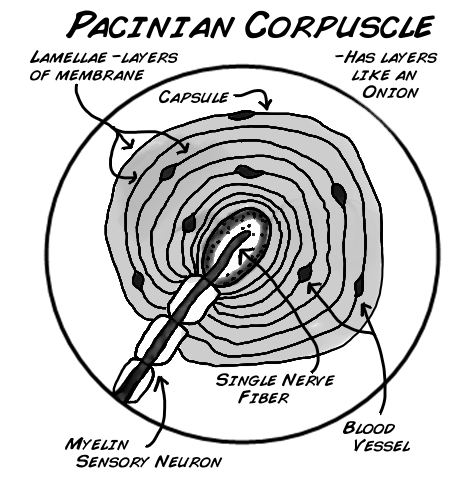 PACINIAN CORPUSCLE
LAMELLAE -LAYERS
OF MEMBRANE
-HAS LAYERS
LIKE AN
ONION
CAPSULE
SINGLE NERVE
FIBER
BLOOD
VESSEL
MYELIN
SENSORY NEURON